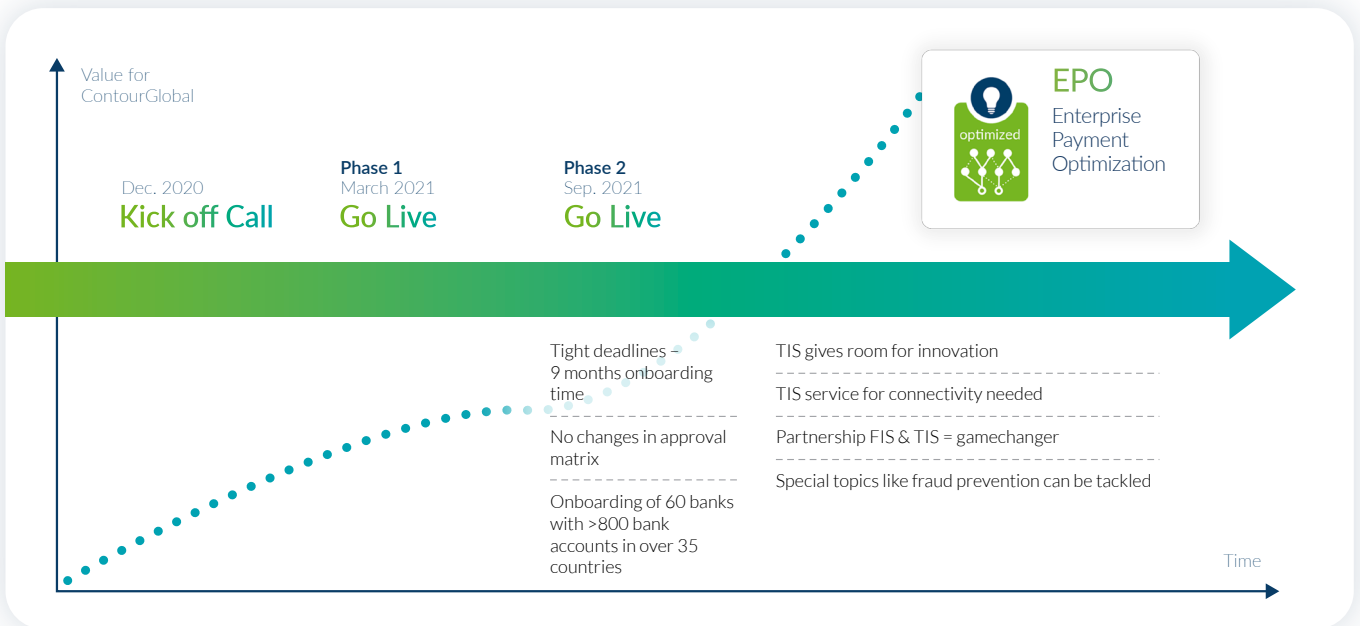 Value for
ContourGlobal
Dec. 2020
Kick off Call
Phase 1
March 2021
Go Live
Phase 2
Sep. 2021
Go Live
optimized
EPO
Enterprise
Payment
Optimization
Tight deadlines –
9 months onboarding
time
No changes in approval
matrix
Onboarding of 60 banks
with >800 bank
accounts in over 35
countries
TIS gives room for innovation
TIS service for connectivity needed
Partnership FIS & TIS = gamechanger
Special topics like fraud prevention can be tackled
Time